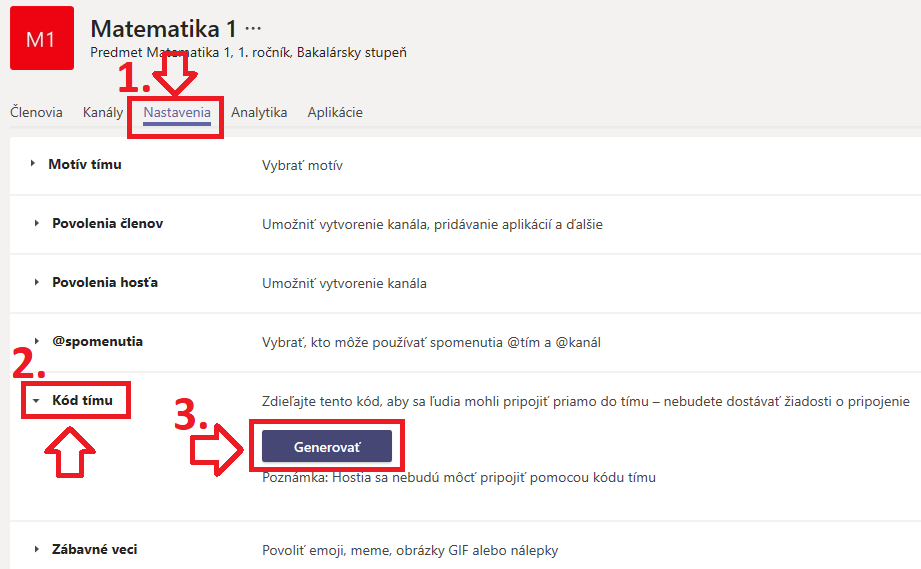 M1
Matematika 1 ···
Predmet Matematika 1, 1. ročník, Bakalársky stupeň
1.
Členovia Kanály Nastavenia Analytika Aplikácie
Motív tímu Vybrať motív
Povolenia členov Umožniť vytvorenie kanála, pridávanie aplikácií a ďalšie
Povolenia hosťa Umožniť vytvorenie kanála
@spomenutia Vybrať, kto môže používať spomenutia @tím a @kanál
2.
Kód tímu Zdieľajte tento kód, aby sa ľudia mohli pripojiť priamo do tímu – nebudete dostávať žiadosti o pripojenie
3.
Generovať
Poznámka: Hostia sa nebudú môcť pripojiť pomocou kódu tímu
Zábavné veci Povoliť emoji, meme, obrázky GIF alebo nálepky